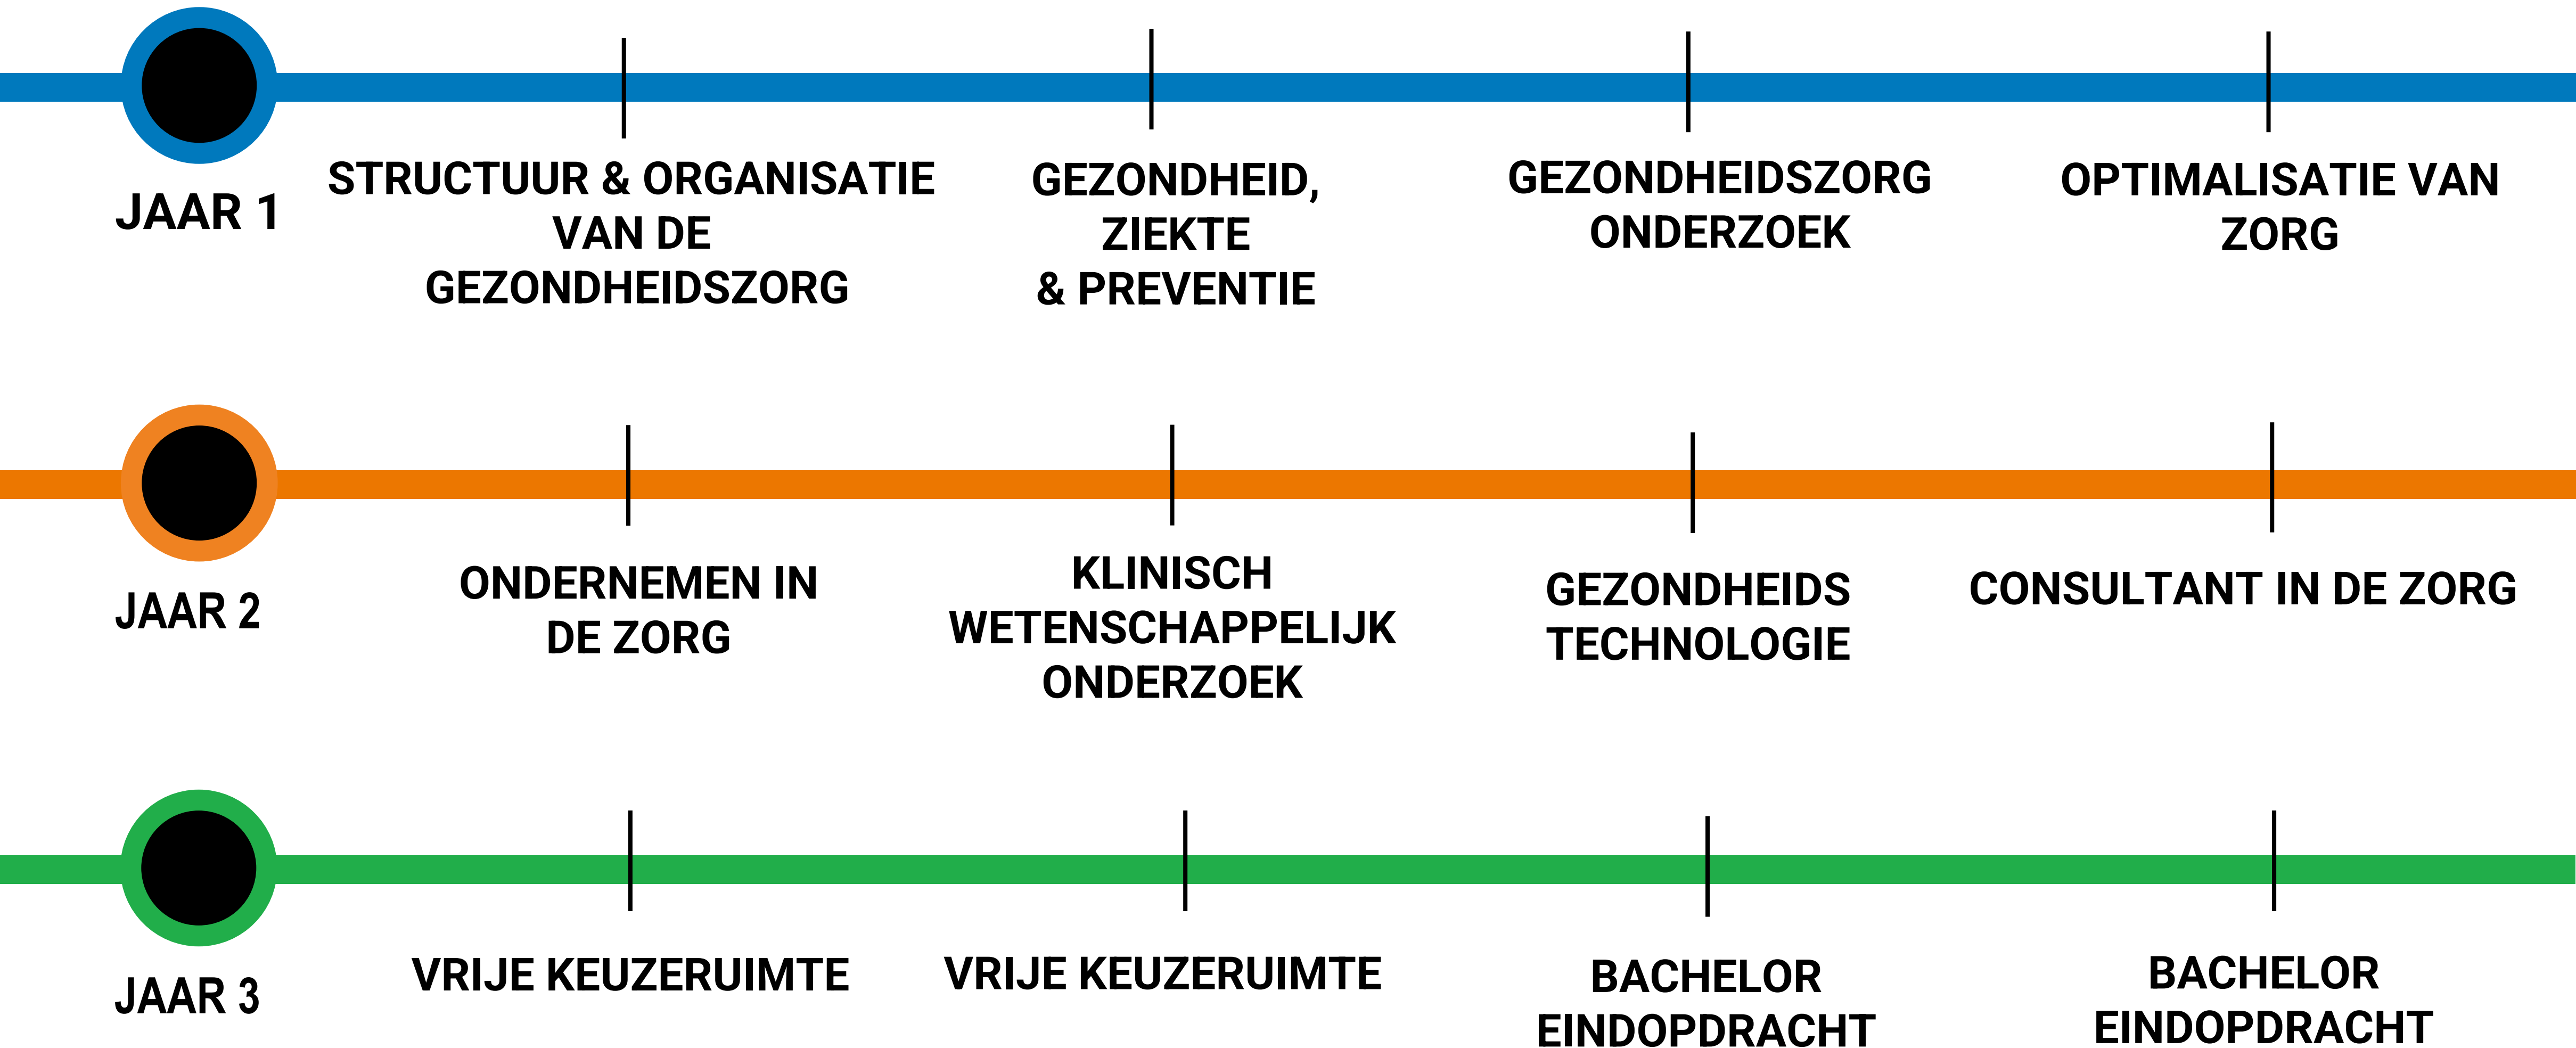 JAAR 1
STRUCTUUR & ORGANISATIE
VAN DE
GEZONDHEIDSZORG
GEZONDHEID,
ZIEKTE
& PREVENTIE
GEZONDHEIDSZORG
ONDERZOEK
OPTIMALISATIE VAN
ZORG
JAAR 2
ONDERNEMEN IN
DE ZORG
KLINISCH
WETENSCHAPPELIJK
ONDERZOEK
GEZONDHEIDS
TECHNOLOGIE
CONSULTANT IN DE ZORG
JAAR 3
VRIJE KEUZERUIMTE
VRIJE KEUZERUIMTE
BACHELOR
EINDOPDRACHT
BACHELOR
EINDOPDRACHT